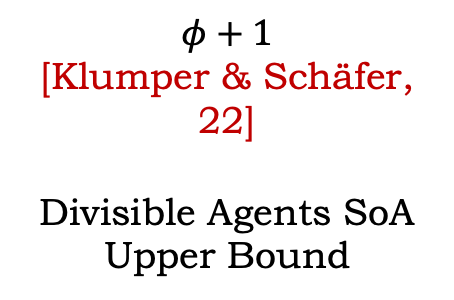 ϕ + 1
[Klumper & Schäfer,
22]
Divisible Agents SoA
Upper Bound